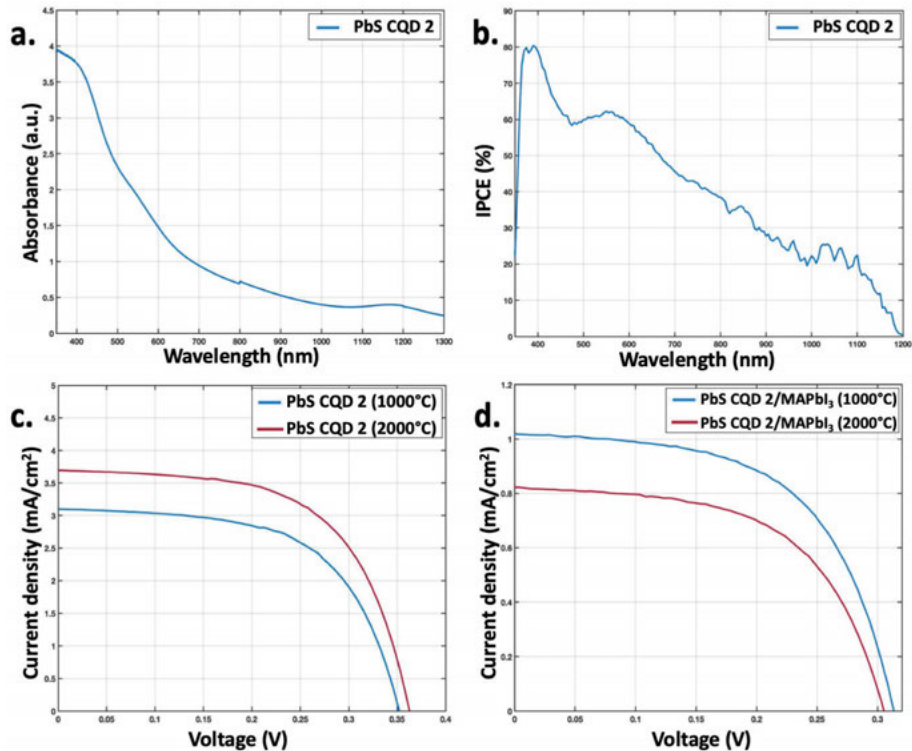 a.
PbS CQD 2
Absorbance (a.u.)
4.5
4
3.5
3
2.5
2
1.5
1
0.5
0
400 500 600 700 800 900 1000 1100 1200 1300
Wavelength (nm)
b.
PbS CQD 2
IPCE (%)
90
80
70
60
50
40
30
20
10
0
400 500 600 700 800 900 1000 1100 1200
Wavelength (nm)
c.
PbS CQD 2 (1000°C)
PbS CQD 2 (2000°C)
Current density (mA/cm²)
5
4.5
4
3.5
3
2.5
2
1.5
1
0.5
0
0 0.05 0.1 0.15 0.2 0.25 0.3 0.35 0.4
Voltage (V)
d.
PbS CQD 2/MAPbI₃ (1000°C)
PbS CQD 2/MAPbI₃ (2000°C)
Current density (mA/cm²)
1.2
1
0.8
0.6
0.4
0.2
0
0 0.05 0.1 0.15 0.2 0.25 0.3
Voltage (V)